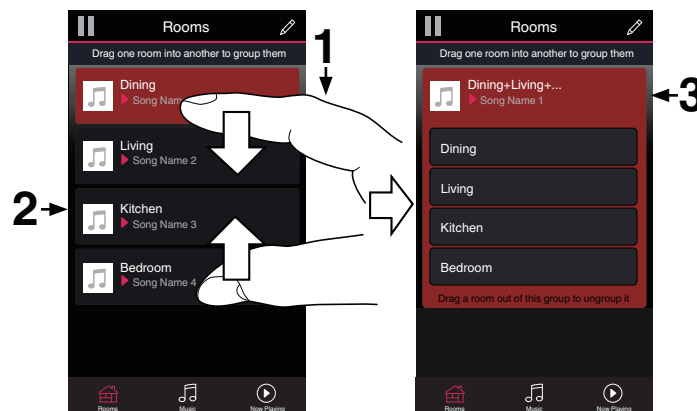 Rooms
Drag one room into another to group them
1
Dining
Song Nam
Living
Song Name 2
2
Kitchen
Song Name 3
Bedroom
Song Name 4
Rooms
Music
Now Playing
Rooms
Drag one room into another to group them
Dining+Living+...
Song Name 1
3
Dining
Living
Kitchen
Bedroom
Drag a room out of this group to ungroup it
Rooms
Music
Now Playing